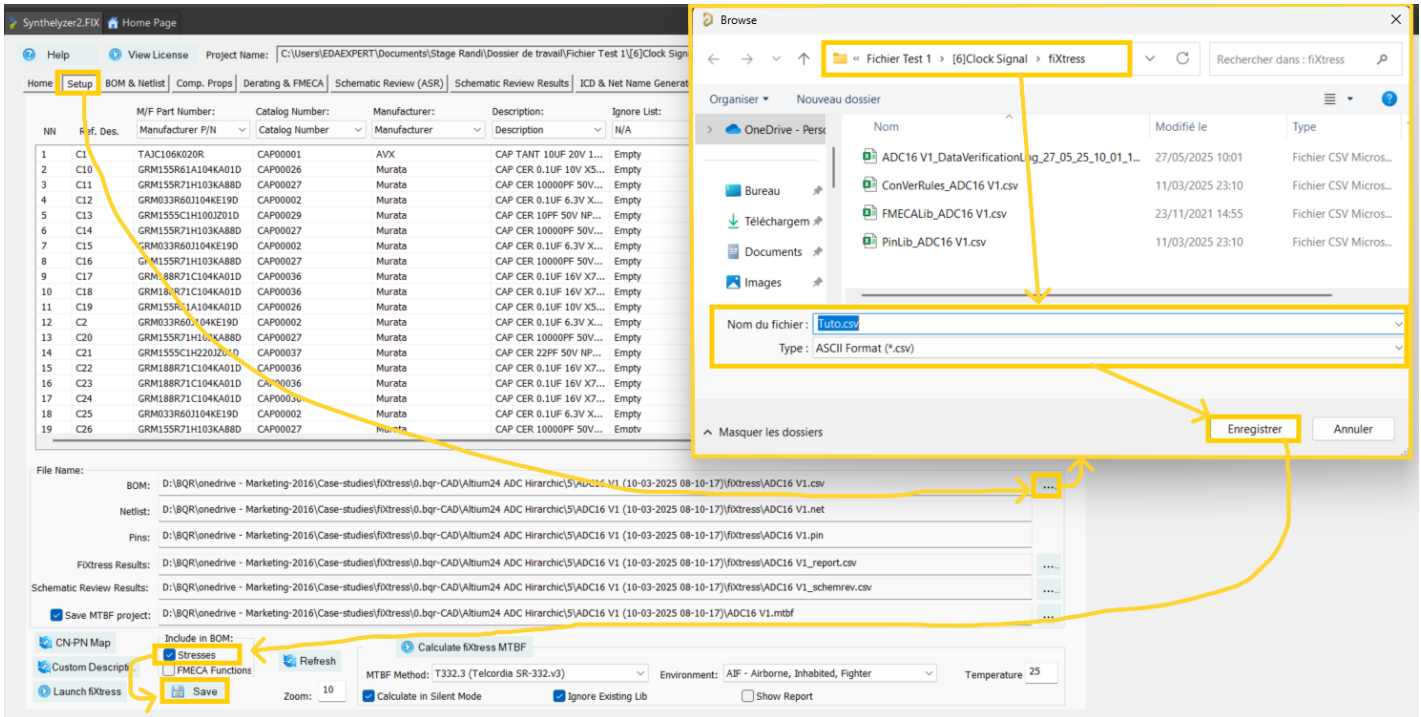 Synthelyzer2.FIX Home Page
Help View License Project Name: C:\Users\EDAEXPERT\Documents\Stage Randi\Dossier de travail\Fichier Test 1\[6]Clock Sign
Home Setup BOM & Netlist Comp. Props Derating & FMECA Schematic Review (ASR) Schematic Review Results ICD & Net Name Generat
M/F Part Number: Catalog Number: Manufacturer: Description: Ignore List:
NN Ref. Des. Manufacturer P/N Catalog Number Manufacturer Description N/A
1 C1 TAJC106K020R CAP00001 AVX CAP TANT 10UF 20V 1... Empty
2 C10 GRM155R61A104KA01D CAP00026 Murata CAP CER 0.1UF 10V X5... Empty
3 C11 GRM155R71H103KA88D CAP00027 Murata CAP CER 10000PF 50V... Empty
4 C12 GRM033R60J104KE19D CAP00002 Murata CAP CER 0.1UF 6.3V X... Empty
5 C13 GRM1555C1H100JZ01D CAP00029 Murata CAP CER 10PF 50V NP... Empty
6 C14 GRM155R71H103KA88D CAP00027 Murata CAP CER 10000PF 50V... Empty
7 C15 GRM033R60J104KE19D CAP00002 Murata CAP CER 0.1UF 6.3V X... Empty
8 C16 GRM155R71H103KA88D CAP00027 Murata CAP CER 10000PF 50V... Empty
9 C17 GRM188R71C104KA01D CAP00036 Murata CAP CER 0.1UF 16V X7... Empty
10 C18 GRM188R71C104KA01D CAP00036 Murata CAP CER 0.1UF 16V X7... Empty
11 C19 GRM155R61A104KA01D CAP00026 Murata CAP CER 0.1UF 10V X5... Empty
12 C2 GRM033R60J104KE19D CAP00002 Murata CAP CER 0.1UF 6.3V X... Empty
13 C20 GRM155R71H103KA88D CAP00027 Murata CAP CER 10000PF 50V... Empty
14 C21 GRM1555C1H220JZ01D CAP00037 Murata CAP CER 22PF 50V NP... Empty
15 C22 GRM188R71C104KA01D CAP00036 Murata CAP CER 0.1UF 16V X7... Empty
16 C23 GRM188R71C104KA01D CAP00036 Murata CAP CER 0.1UF 16V X7... Empty
17 C24 GRM188R71C104KA01D CAP00036 Murata CAP CER 0.1UF 16V X7... Empty
18 C25 GRM033R60J104KE19D CAP00002 Murata CAP CER 0.1UF 6.3V X... Empty
19 C26 GRM155R71H103KA88D CAP00027 Murata CAP CER 10000PF 50V... Empty
Browse
« Fichier Test 1 > [6]Clock Signal > fiXtress Rechercher dans : fiXtress
Organiser Nouveau dossier
OneDrive - Perso
Bureau
Téléchargem
Documents
Images
Nom Modifié le Type
ADC16 V1_DataVerificationLog_27_05_25_10_01_1... 27/05/2025 10:01 Fichier CSV Micros...
ConVerRules_ADC16 V1.csv 11/03/2025 23:10 Fichier CSV Micros...
FMECALib_ADC16 V1.csv 23/11/2021 14:55 Fichier CSV Micros...
PinLib_ADC16 V1.csv 11/03/2025 23:10 Fichier CSV Micros...
Nom du fichier : Tuto.csv
Type : ASCII Format (*.csv)
Masquer les dossiers Enregistrer Annuler
File Name:
BOM: D:\BQR\onedrive - Marketing-2016\Case-studies\fiXtress\0.bqr-CAD\Altium24 ADC Hirarchic\5\ADC16 V1 (10-03-2025 08-10-17)\fiXtress\ADC16 V1.csv ...
Netlist: D:\BQR\onedrive - Marketing-2016\Case-studies\fiXtress\0.bqr-CAD\Altium24 ADC Hirarchic\5\ADC16 V1 (10-03-2025 08-10-17)\fiXtress\ADC16 V1.net
Pins: D:\BQR\onedrive - Marketing-2016\Case-studies\fiXtress\0.bqr-CAD\Altium24 ADC Hirarchic\5\ADC16 V1 (10-03-2025 08-10-17)\fiXtress\ADC16 V1.pin
FiXtress Results: D:\BQR\onedrive - Marketing-2016\Case-studies\fiXtress\0.bqr-CAD\Altium24 ADC Hirarchic\5\ADC16 V1 (10-03-2025 08-10-17)\fiXtress\ADC16 V1_report.csv ...
Schematic Review Results: D:\BQR\onedrive - Marketing-2016\Case-studies\fiXtress\0.bqr-CAD\Altium24 ADC Hirarchic\5\ADC16 V1 (10-03-2025 08-10-17)\fiXtress\ADC16 V1_schemrev.csv ...
Save MTBF project: D:\BQR\onedrive - Marketing-2016\Case-studies\fiXtress\0.bqr-CAD\Altium24 ADC Hirarchic\5\ADC16 V1 (10-03-2025 08-10-17)\ADC16 V1.mtbf ...
CN-PN Map
Custom Descripti..
Launch fiXtress
Include in BOM:
Stresses
FMECA Functions
Save
Refresh
Zoom: 10
Calculate fiXtress MTBF
MTBF Method: T332.3 (Telcordia SR-332.v3) Environment: AIF - Airborne, Inhabited, Fighter Temperature 25
Calculate in Silent Mode Ignore Existing Lib Show Report